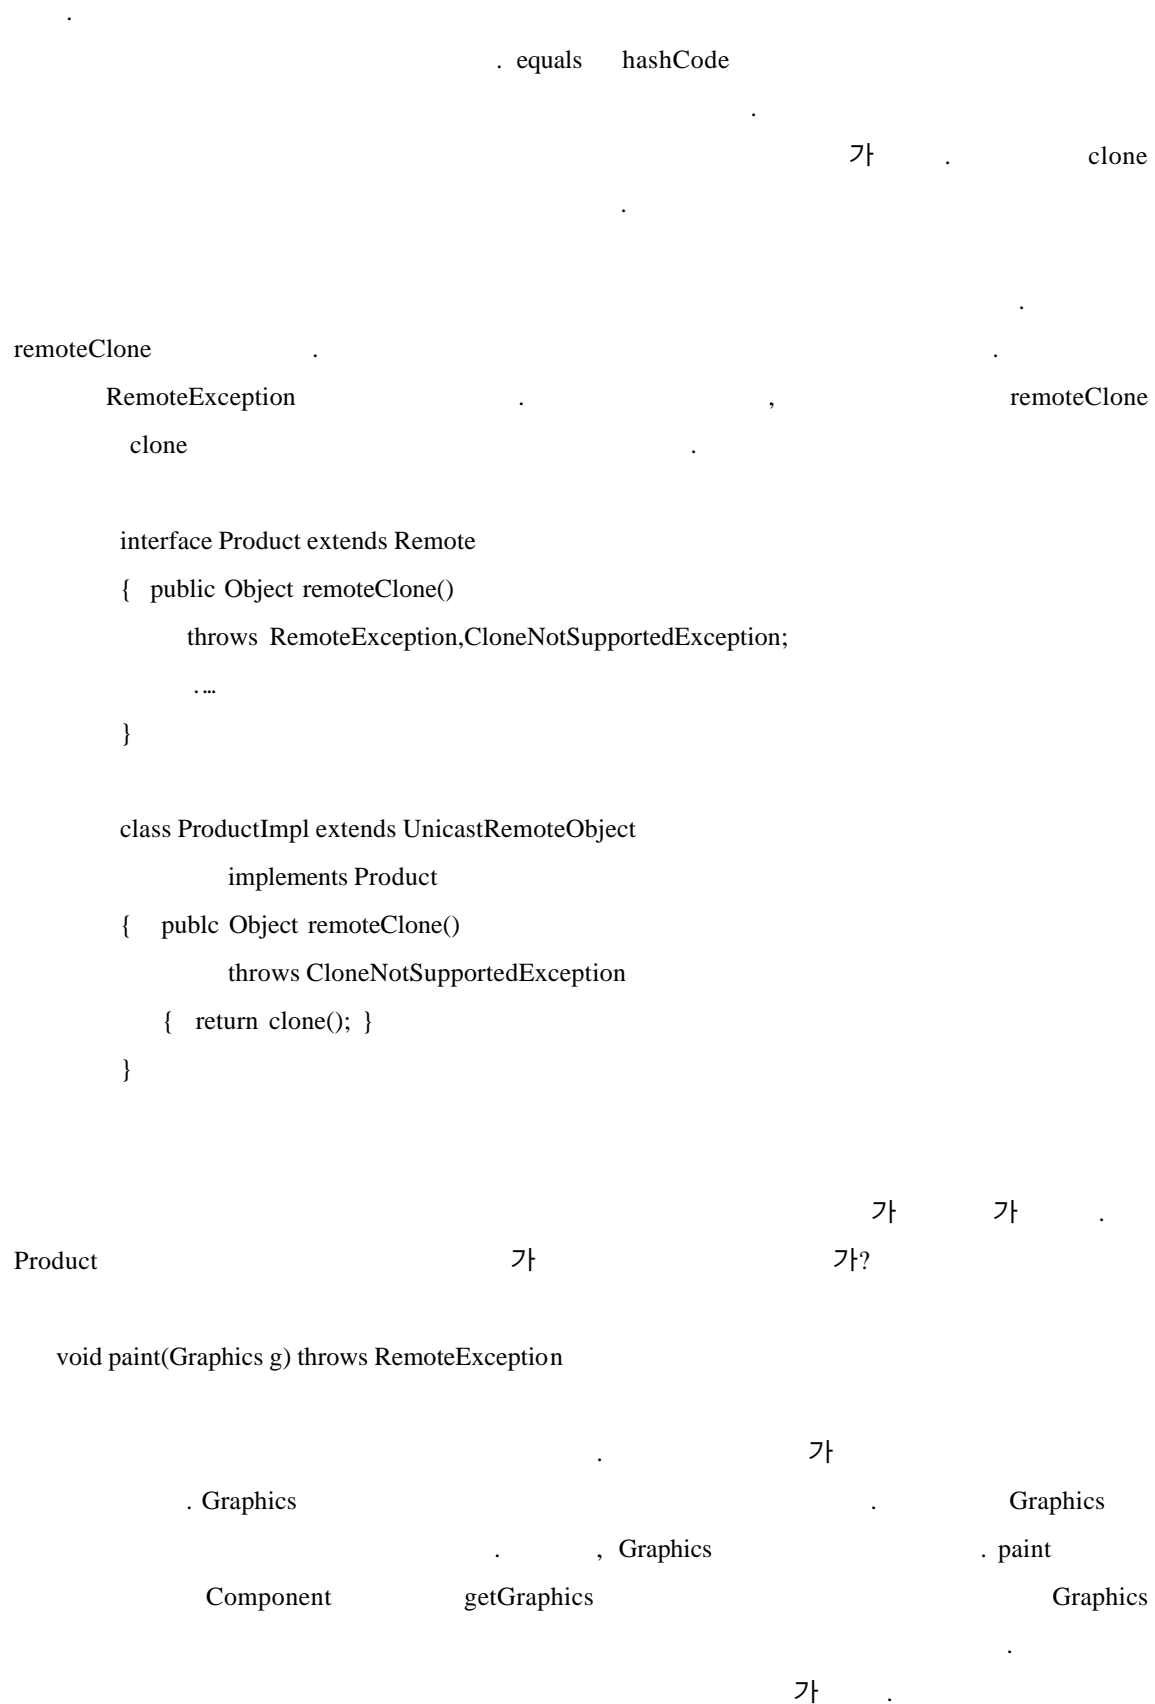 .
. equals hashCode
.
가 . clone
.
.
remoteClone . .
RemoteException . , remoteClone
clone .
interface Product extends Remote
{ public Object remoteClone()
throws RemoteException,CloneNotSupportedException;
….
}
class ProductImpl extends UnicastRemoteObject
implements Product
{ publc Object remoteClone()
throws CloneNotSupportedException
{ return clone(); }
}
가 가 .
Product 가 가?
void paint(Graphics g) throws RemoteException
. 가
. Graphics . Graphics
. , Graphics . paint
Component getGraphics Graphics
.
가 .